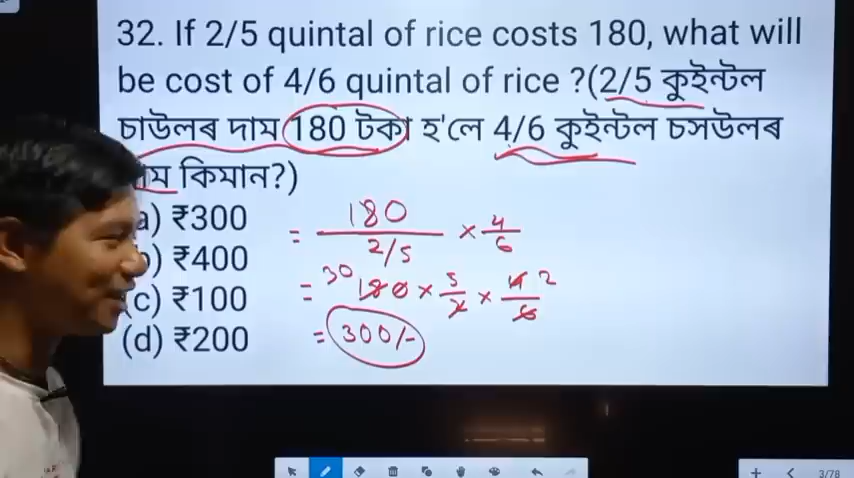 32. If 2/5 quintal of rice costs 180, what will
be cost of 4/6 quintal of rice ?(2/5 কুইন্টল
চাউলৰ দাম 180 টকা হ'লে 4/6 কুইন্টল চসউলৰ
াম কিমান?)
a) ₹300
) ₹400
(c) ₹100
(d) ₹200
= 180 / 2/5 × 4/6
= 30 180 × 5/2 × 4/6 2
= 300/-
3/78